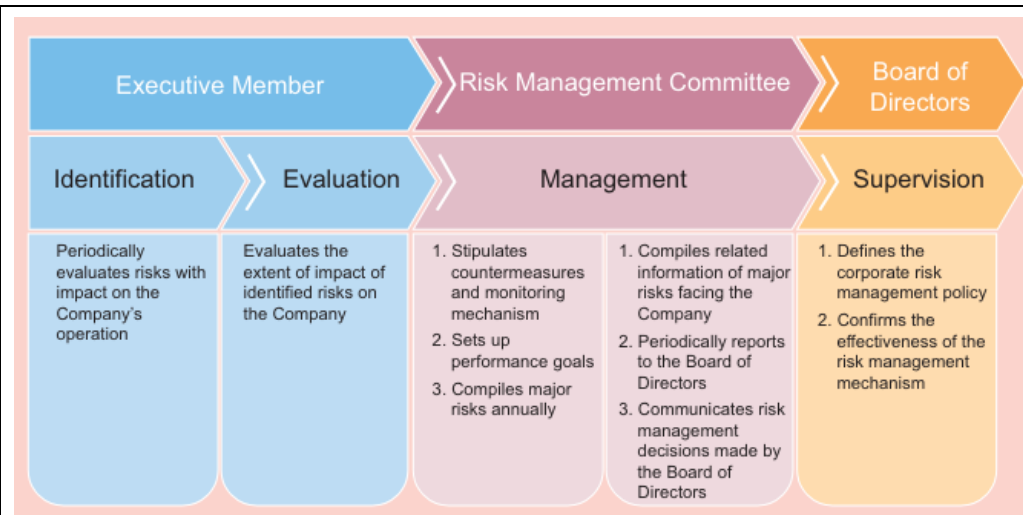 Executive Member
Risk Management Committee
Board of
Directors
Identification
Evaluation
Management
Supervision
Periodically
evaluates risks with
impact on the
Company's
operation
Evaluates the
extent of impact of
identified risks on
the Company
1. Stipulates
countermeasures
and monitoring
mechanism
2. Sets up
performance goals
3. Compiles major
risks annually
1. Compiles related
information of major
risks facing the
Company
2. Periodically reports
to the Board of
Directors
3. Communicates risk
management
decisions made by
the Board of
Directors
1. Defines the
corporate risk
management policy
2. Confirms the
effectiveness of the
risk management
mechanism